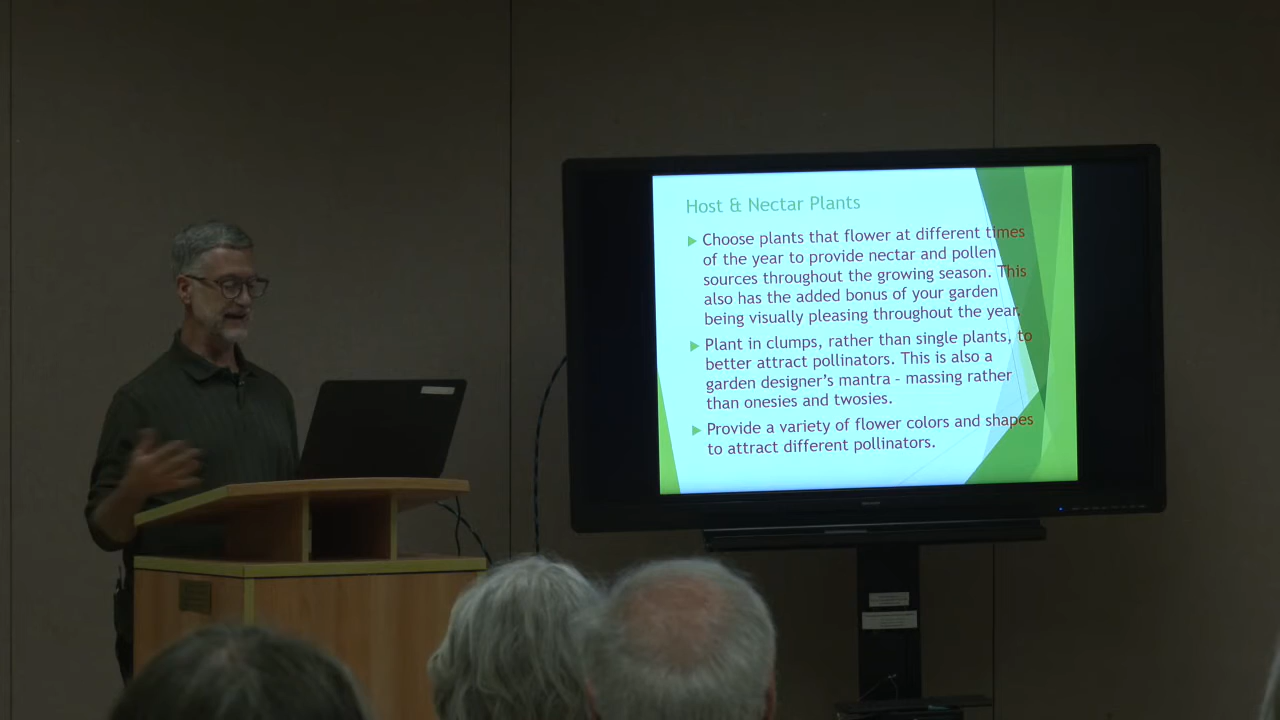 Host & Nectar Plants
Choose plants that flower at different times
of the year to provide nectar and pollen
sources throughout the growing season. This
also has the added bonus of your garden
being visually pleasing throughout the year.
Plant in clumps, rather than single plants, to
better attract pollinators. This is also a
garden designer's mantra – massing rather
than onesies and twosies.
Provide a variety of flower colors and shapes
to attract different pollinators.